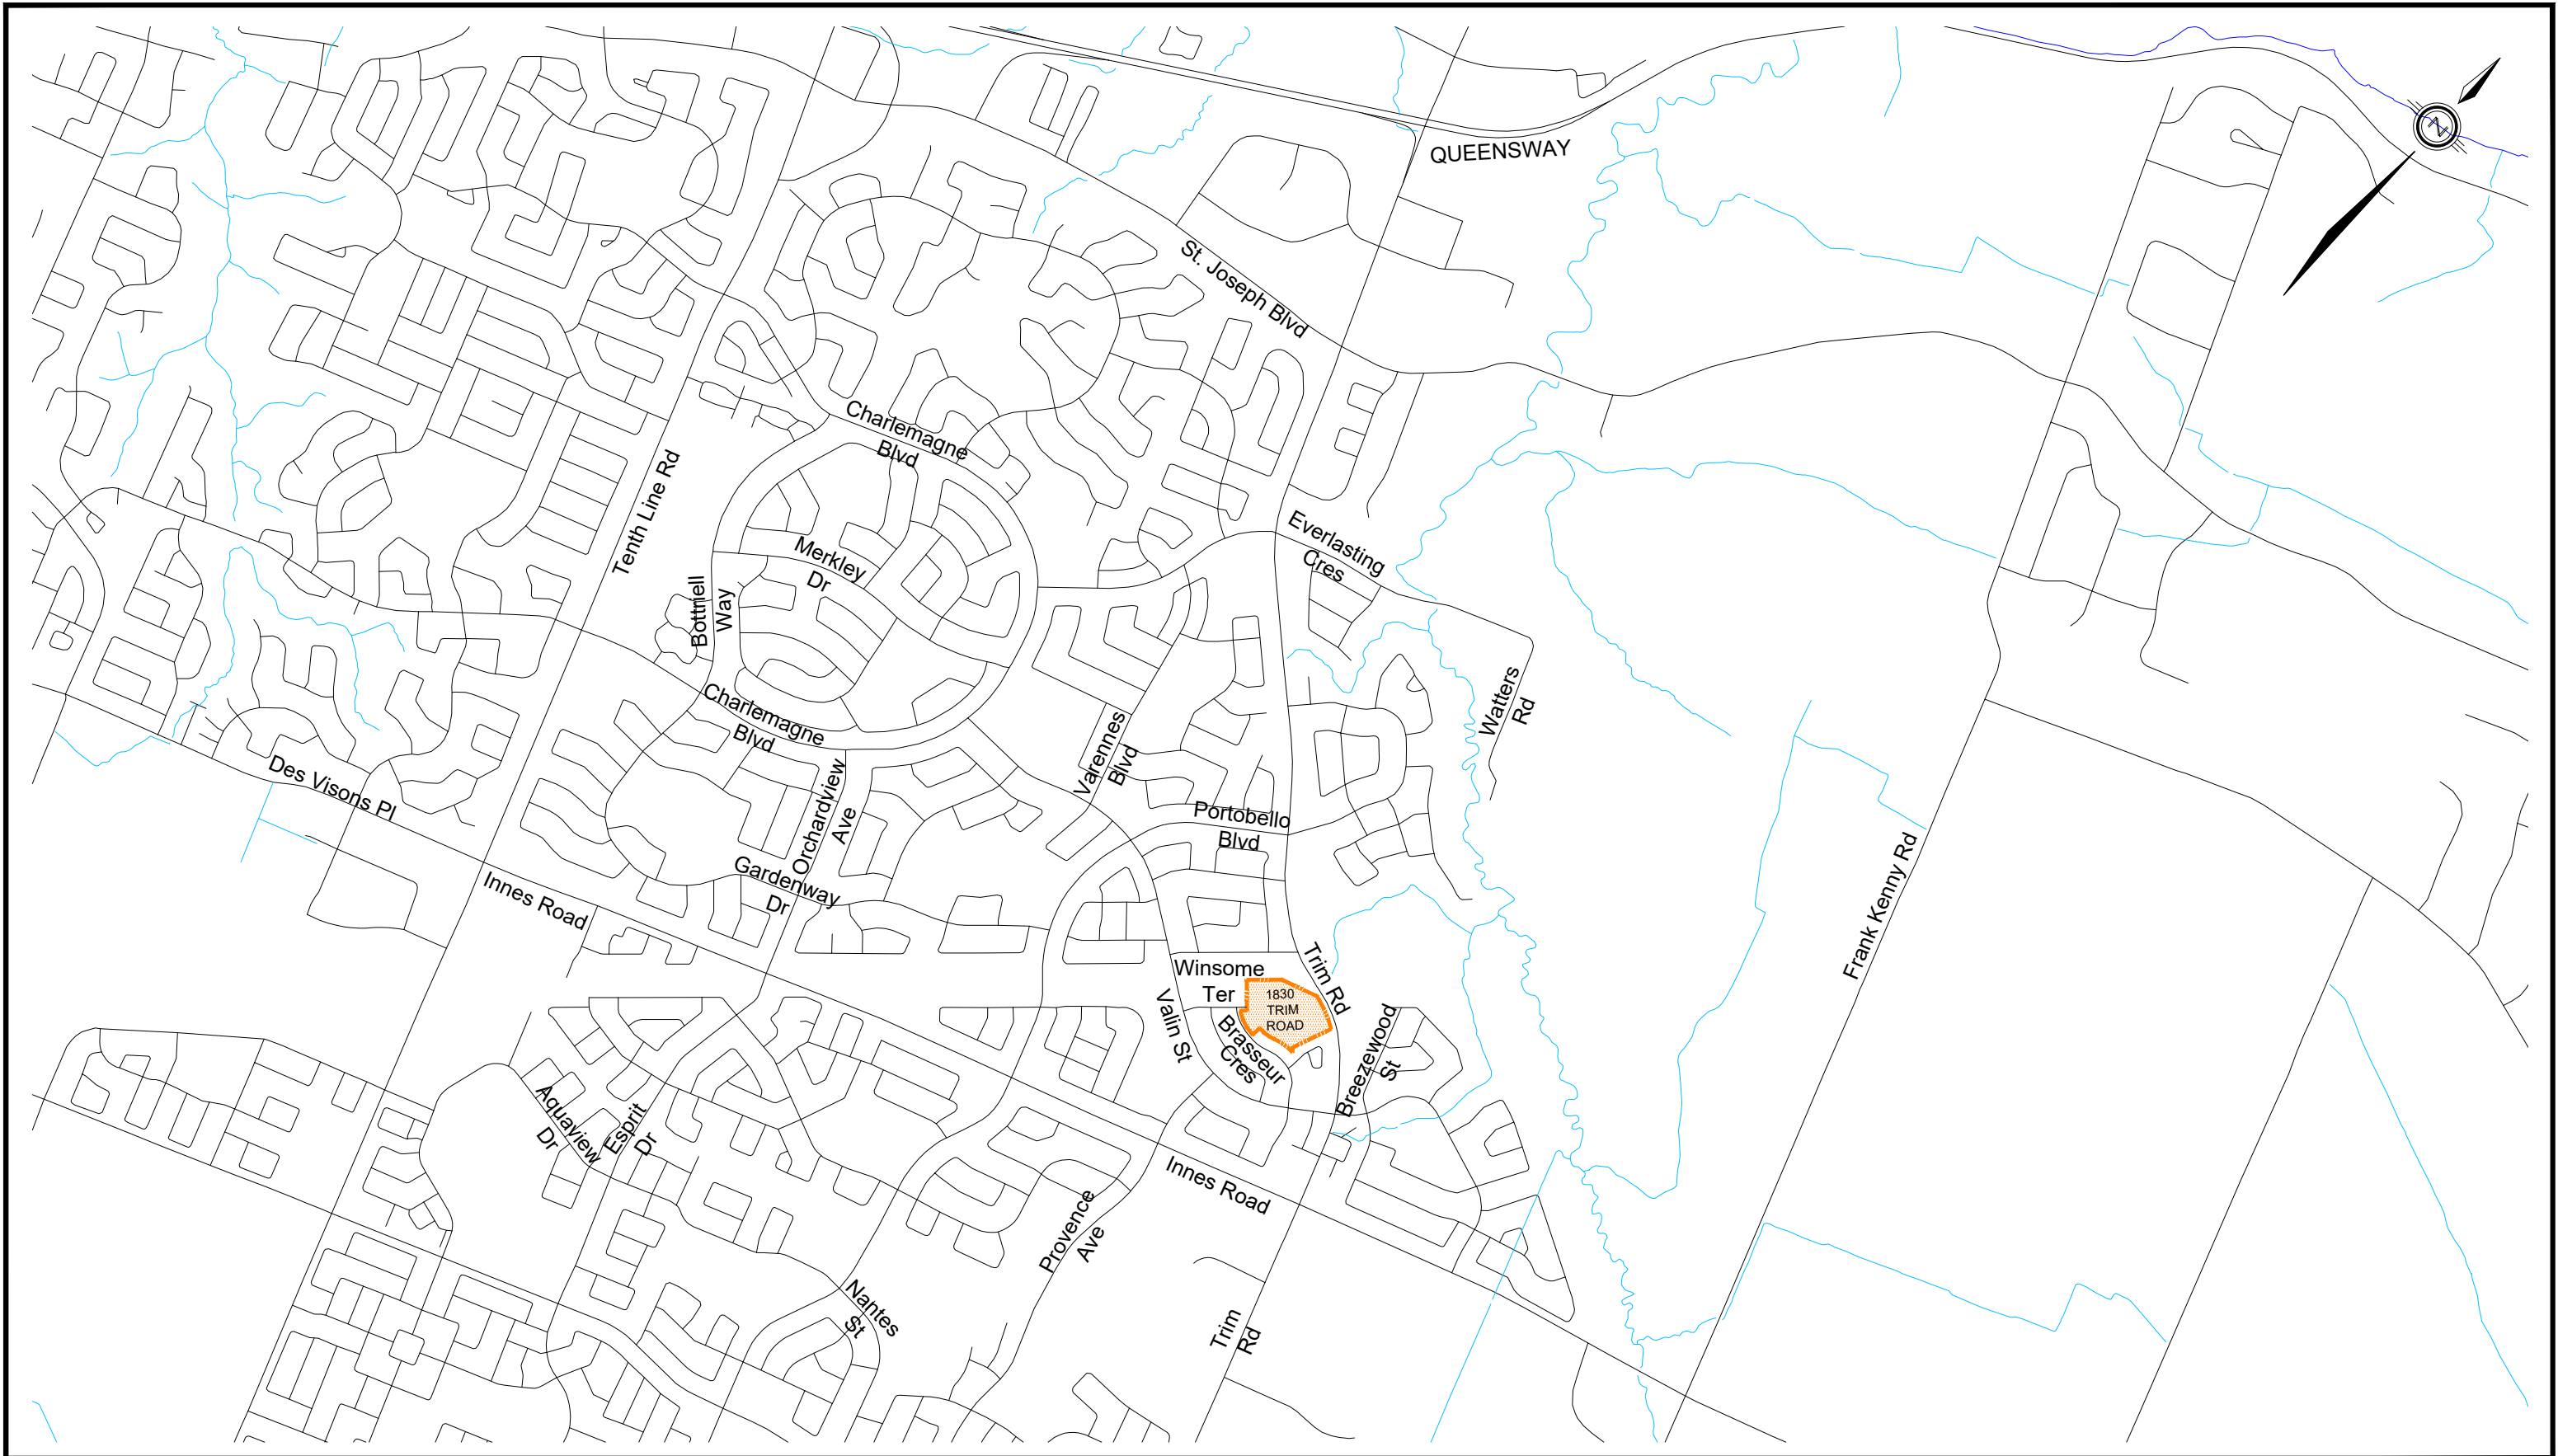 QUEENSWAY
N
St. Joseph Blvd
Charlemagne
Blvd
Tenth Line Rd
Everlasting
Cres
Merkley
Dr
Bottriell
Way
Watters
Rd
Charlemagne
Blvd
Varennes
Blvd
Des Visons Pl
Orchardview
Ave
Portobello
Blvd
Gardenway
Dr
Innes Road
Frank Kenny Rd
Trim Rd
Winsome
Ter
1830
TRIM
ROAD
Valin St
Brasseur
Cres
Breezewood
St
Aquaview
Dr
Esprit
Dr
Innes Road
Provence
Ave
Nantes
St
Trim
Rd